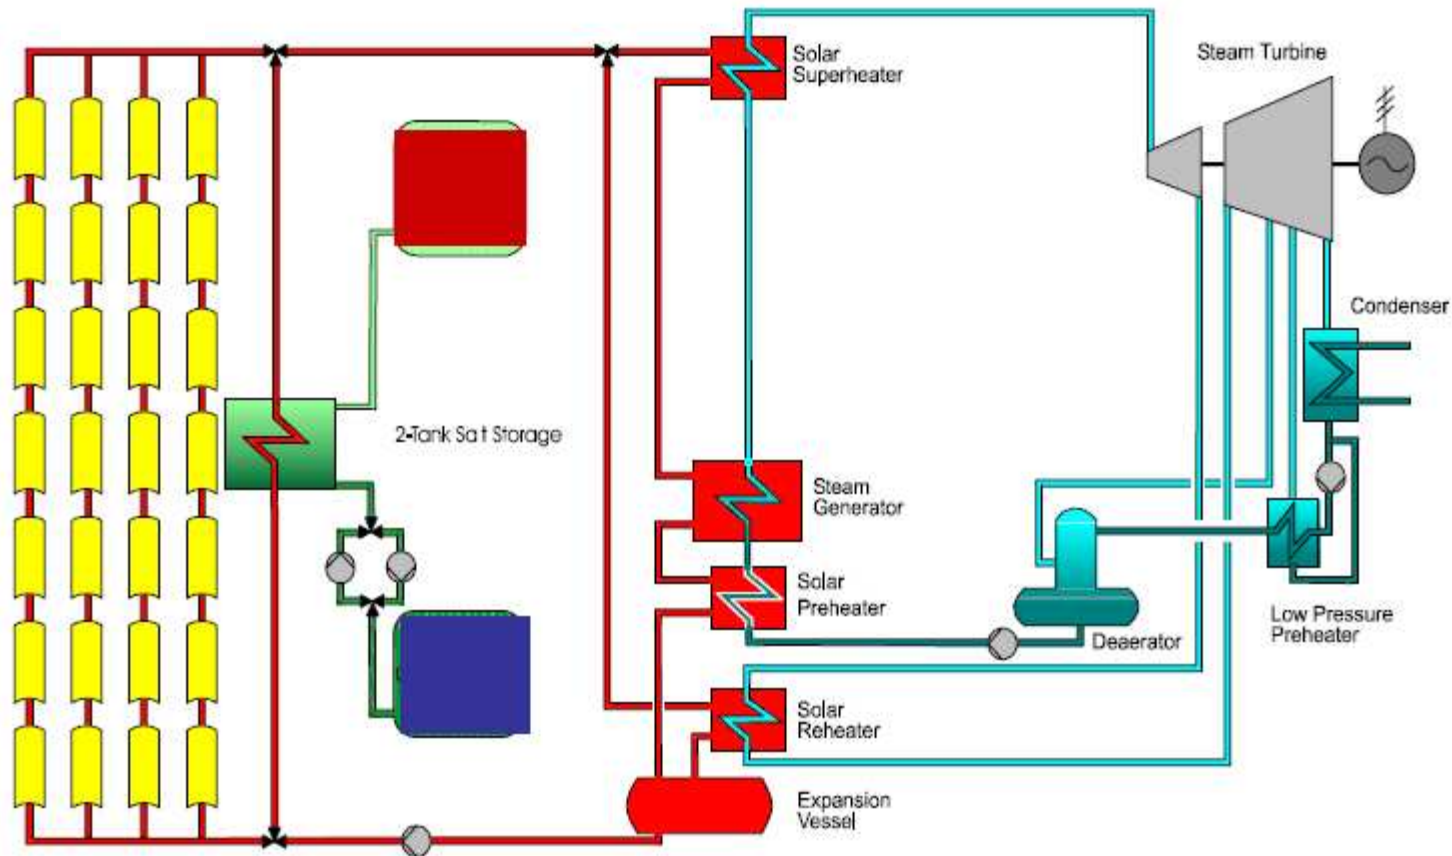 Solar
Superheater
Steam Turbine
Condenser
2-Tank Sat Storage
Steam
Generator
Solar
Preheater
Deaerator
Low Pressure
Preheater
Solar
Reheater
Expansion
Vessel